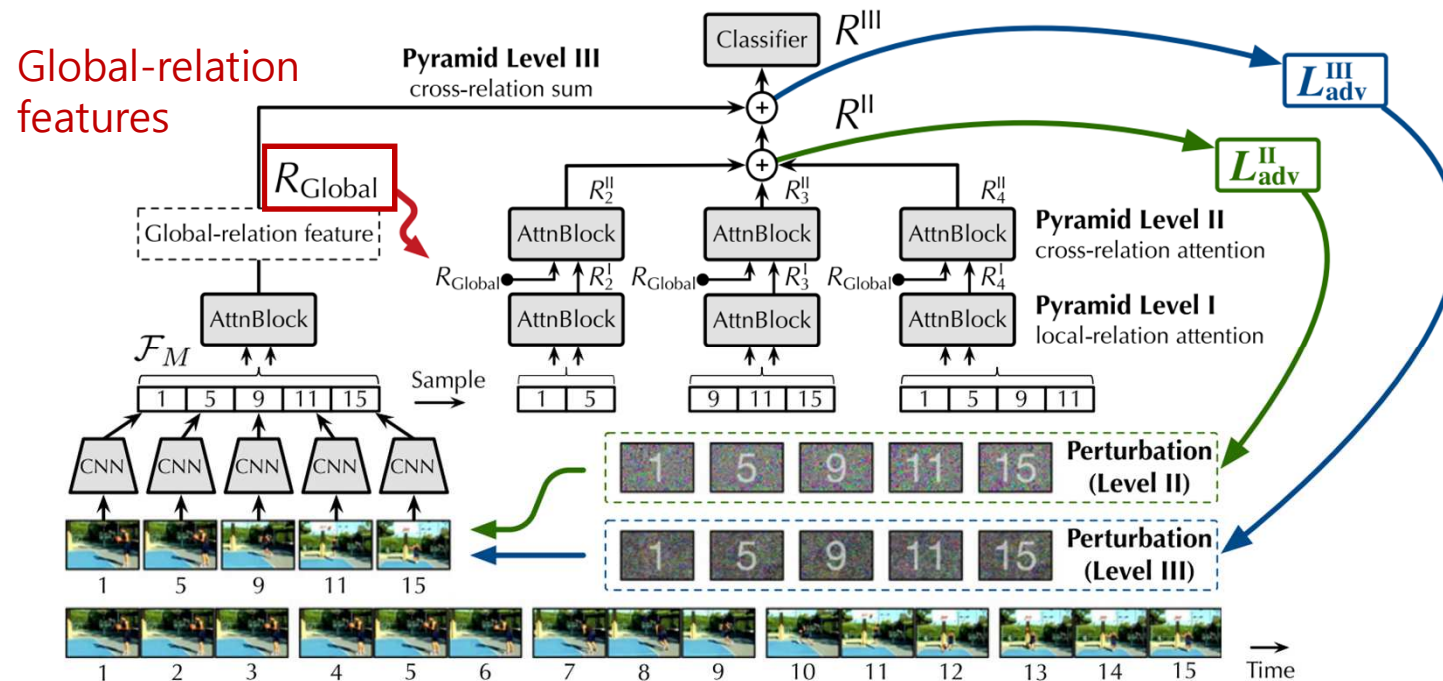 Global-relation
features
Pyramid Level III
cross-relation sum
Classifier
R^III
L^III_adv
+
R^II
L^II_adv
+
R_Global
Global-relation feature
R^II_2
R^II_3
R^II_4
AttnBlock
AttnBlock
AttnBlock
Pyramid Level II
cross-relation attention
R_Global
R^I_2
R_Global
R^I_3
R_Global
R^I_4
AttnBlock
AttnBlock
AttnBlock
AttnBlock
Pyramid Level I
local-relation attention
F_M
Sample
1 5 9 11 15
1 5
9 11 15
1 5 9 11
CNN CNN CNN CNN CNN
1 5 9 11 15
Perturbation
(Level II)
1 5 9 11 15
Perturbation
(Level III)
1 5 9 11 15
1 2 3 4 5 6 7 8 9 10 11 12 13 14 15
Time